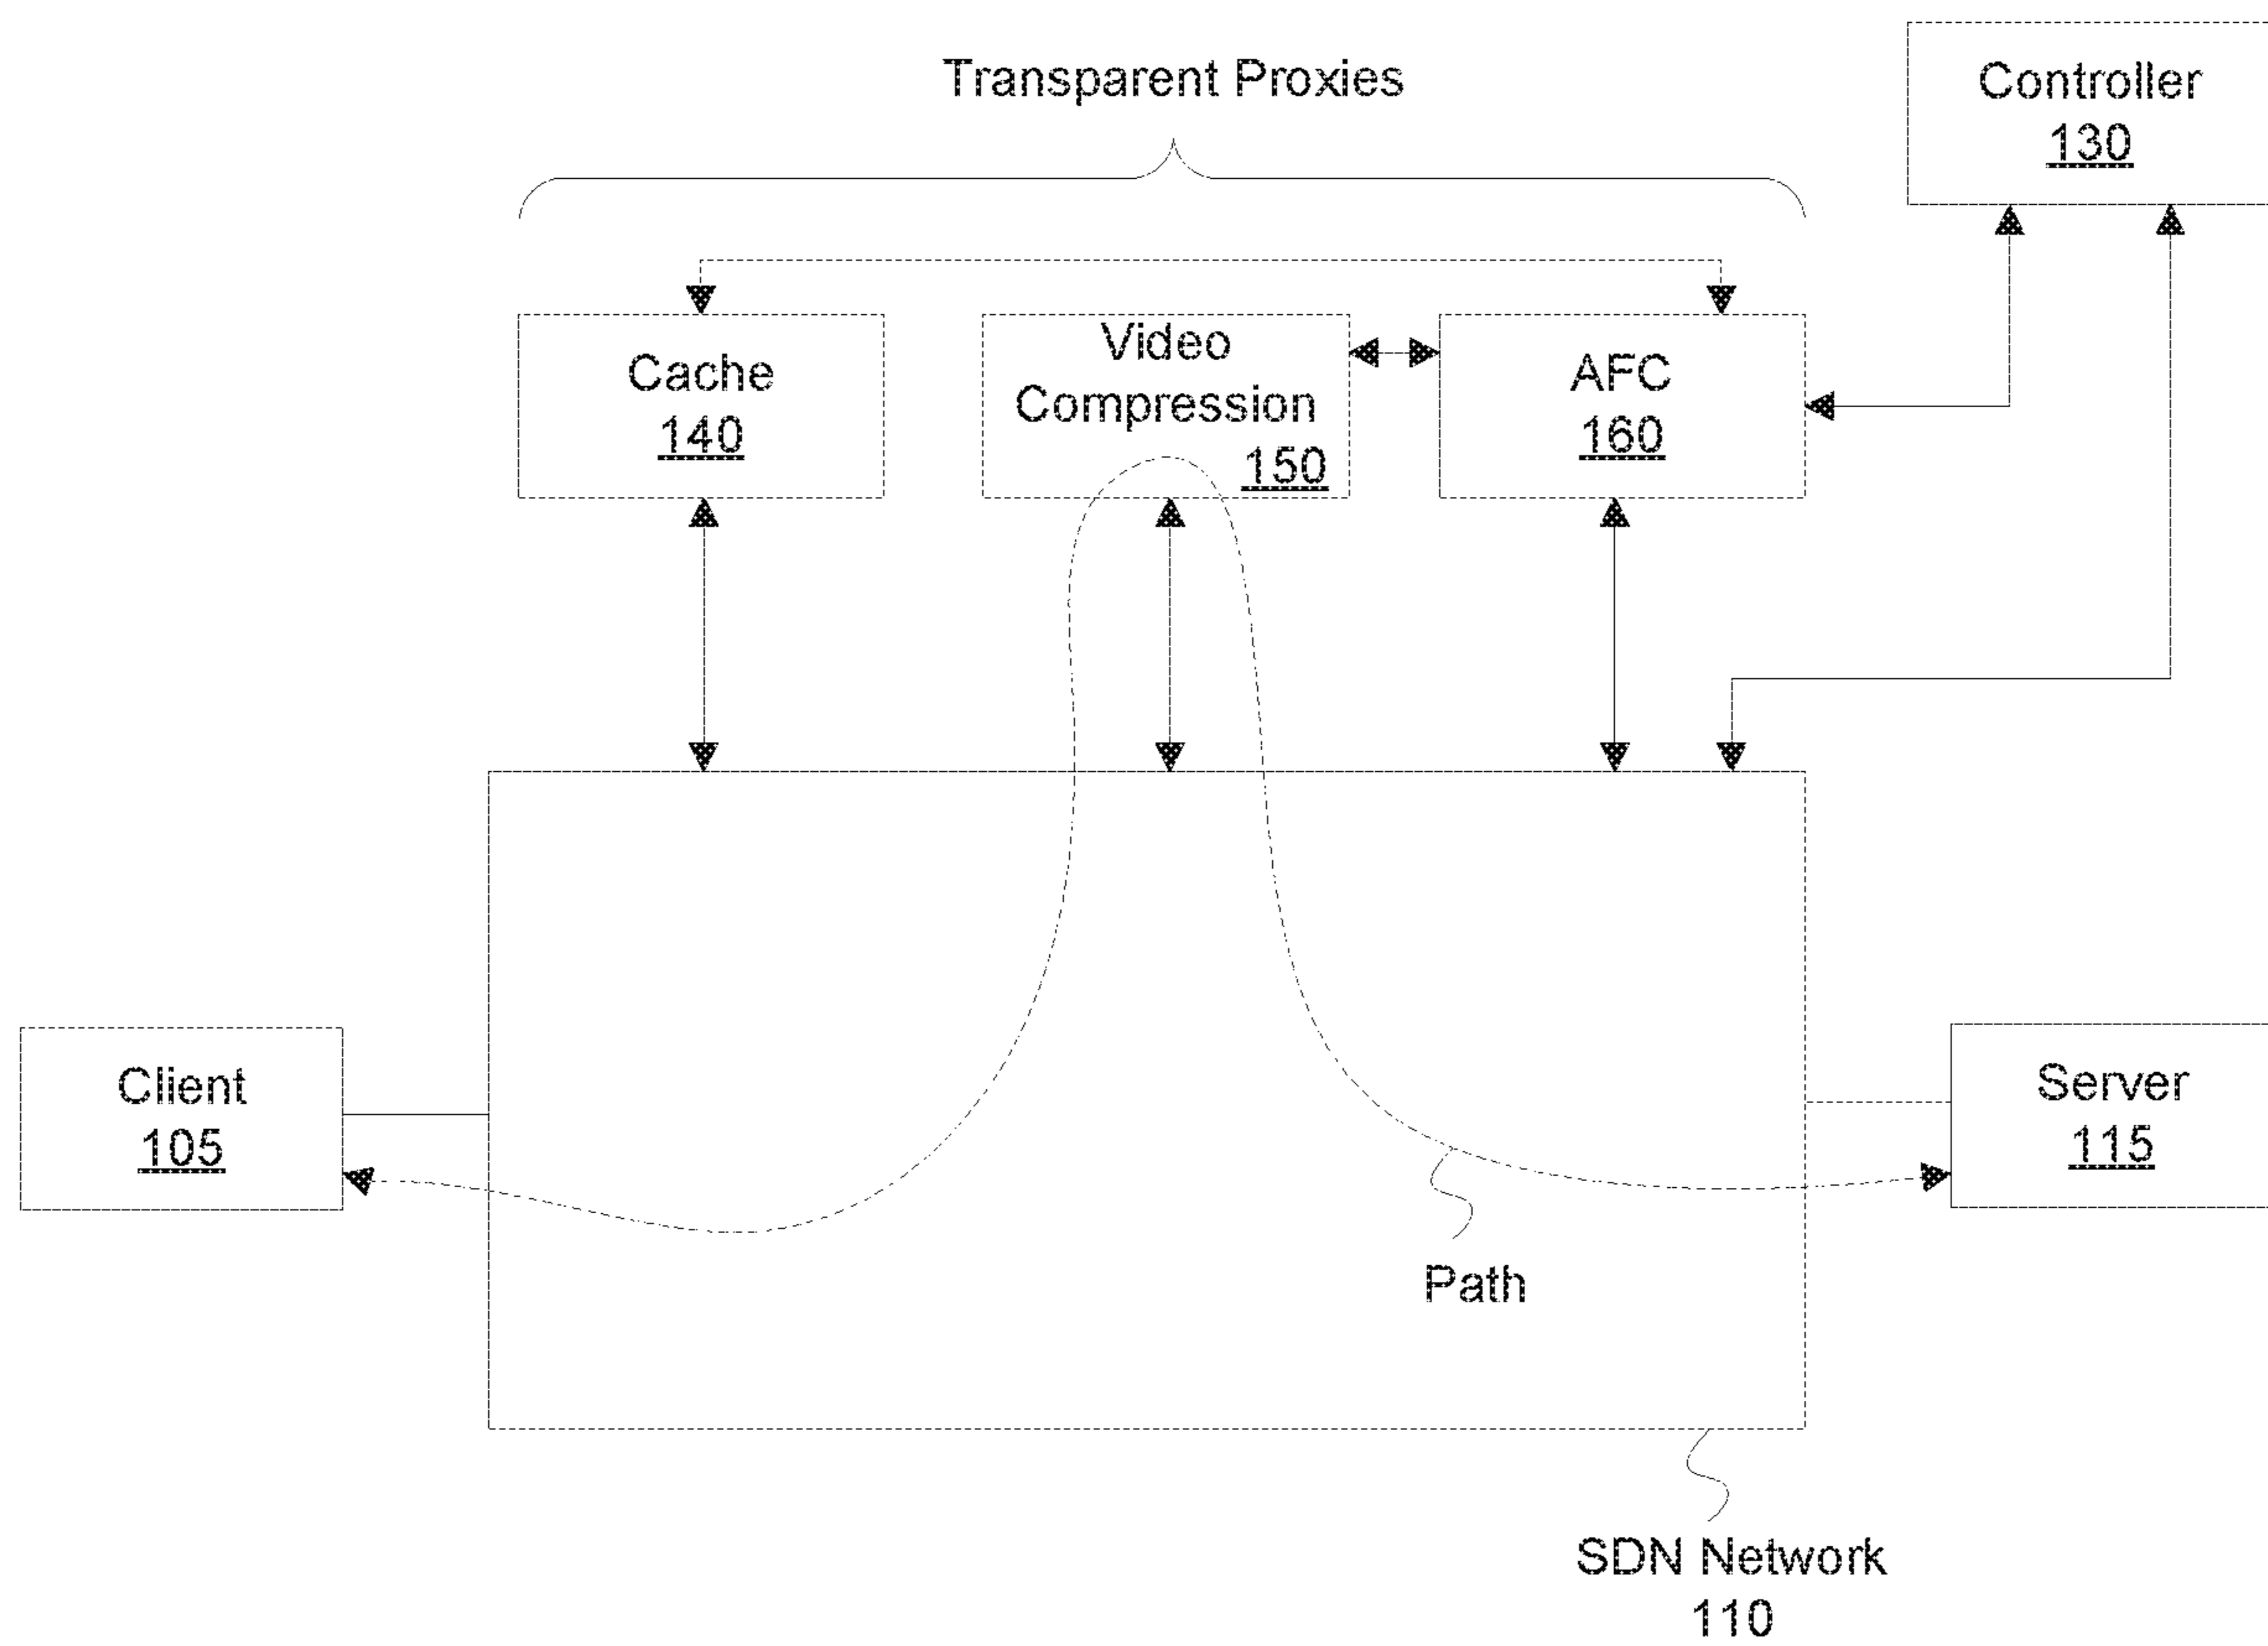 Transparent Proxies
Controller
130
Cache
140
Video
Compression
150
AFC
160
Client
105
Server
115
Path
SDN Network
110